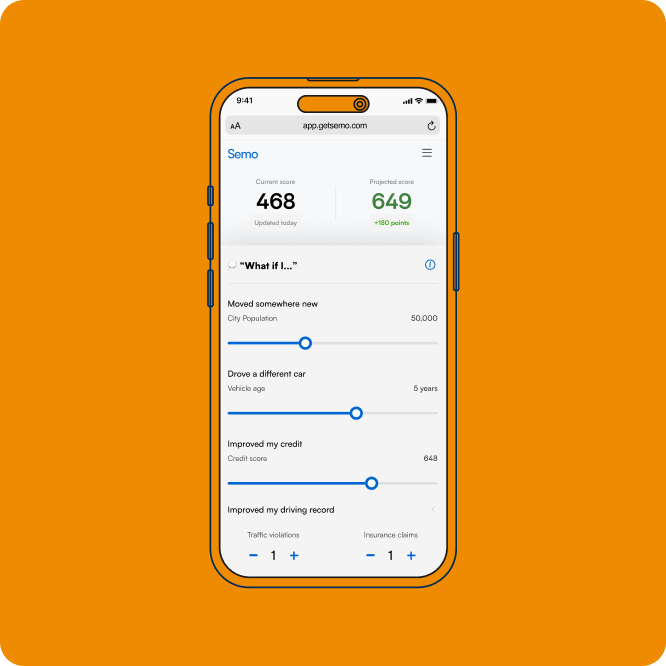 9:41
AA app.getsemo.com
Semo
Current score Projected score
468 649
Updated today +180 points
“What if I...”
Moved somewhere new
City Population 50,000
Drove a different car
Vehicle age 5 years
Improved my credit
Credit score 648
Improved my driving record
Traffic violations Insurance claims
− 1 + − 1 +